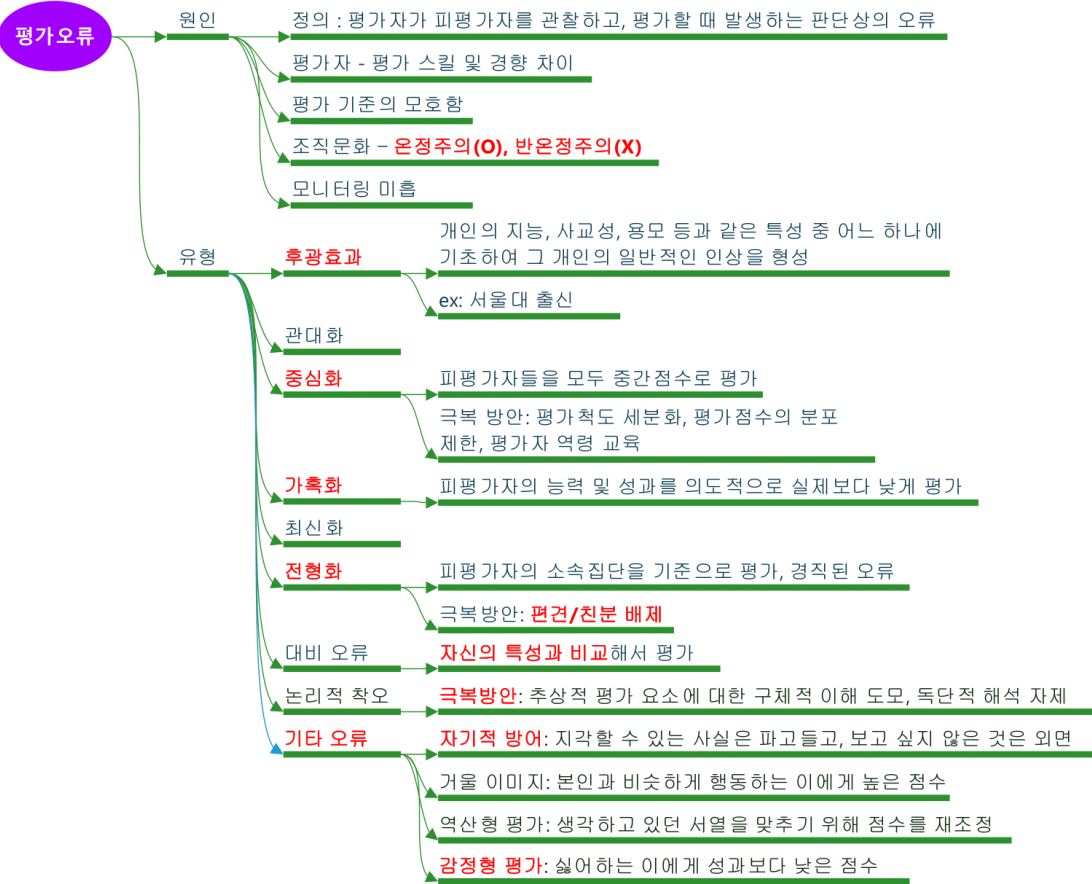 평가오류
원인
정의 : 평가자가 피평가자를 관찰하고, 평가할 때 발생하는 판단상의 오류
평가자 - 평가 스킬 및 경향 차이
평가 기준의 모호함
조직문화 – 온정주의(O), 반온정주의(X)
모니터링 미흡
유형
후광효과
개인의 지능, 사교성, 용모 등과 같은 특성 중 어느 하나에
기초하여 그 개인의 일반적인 인상을 형성
ex: 서울대 출신
관대화
중심화
피평가자들을 모두 중간점수로 평가
극복 방안: 평가척도 세분화, 평가점수의 분포
제한, 평가자 역령 교육
가혹화
피평가자의 능력 및 성과를 의도적으로 실제보다 낮게 평가
최신화
전형화
피평가자의 소속집단을 기준으로 평가, 경직된 오류
극복방안: 편견/친분 배제
대비 오류
자신의 특성과 비교해서 평가
논리적 착오
극복방안: 추상적 평가 요소에 대한 구체적 이해 도모, 독단적 해석 자제
기타 오류
자기적 방어: 지각할 수 있는 사실은 파고들고, 보고 싶지 않은 것은 외면
거울 이미지: 본인과 비슷하게 행동하는 이에게 높은 점수
역산형 평가: 생각하고 있던 서열을 맞추기 위해 점수를 재조정
감정형 평가: 싫어하는 이에게 성과보다 낮은 점수